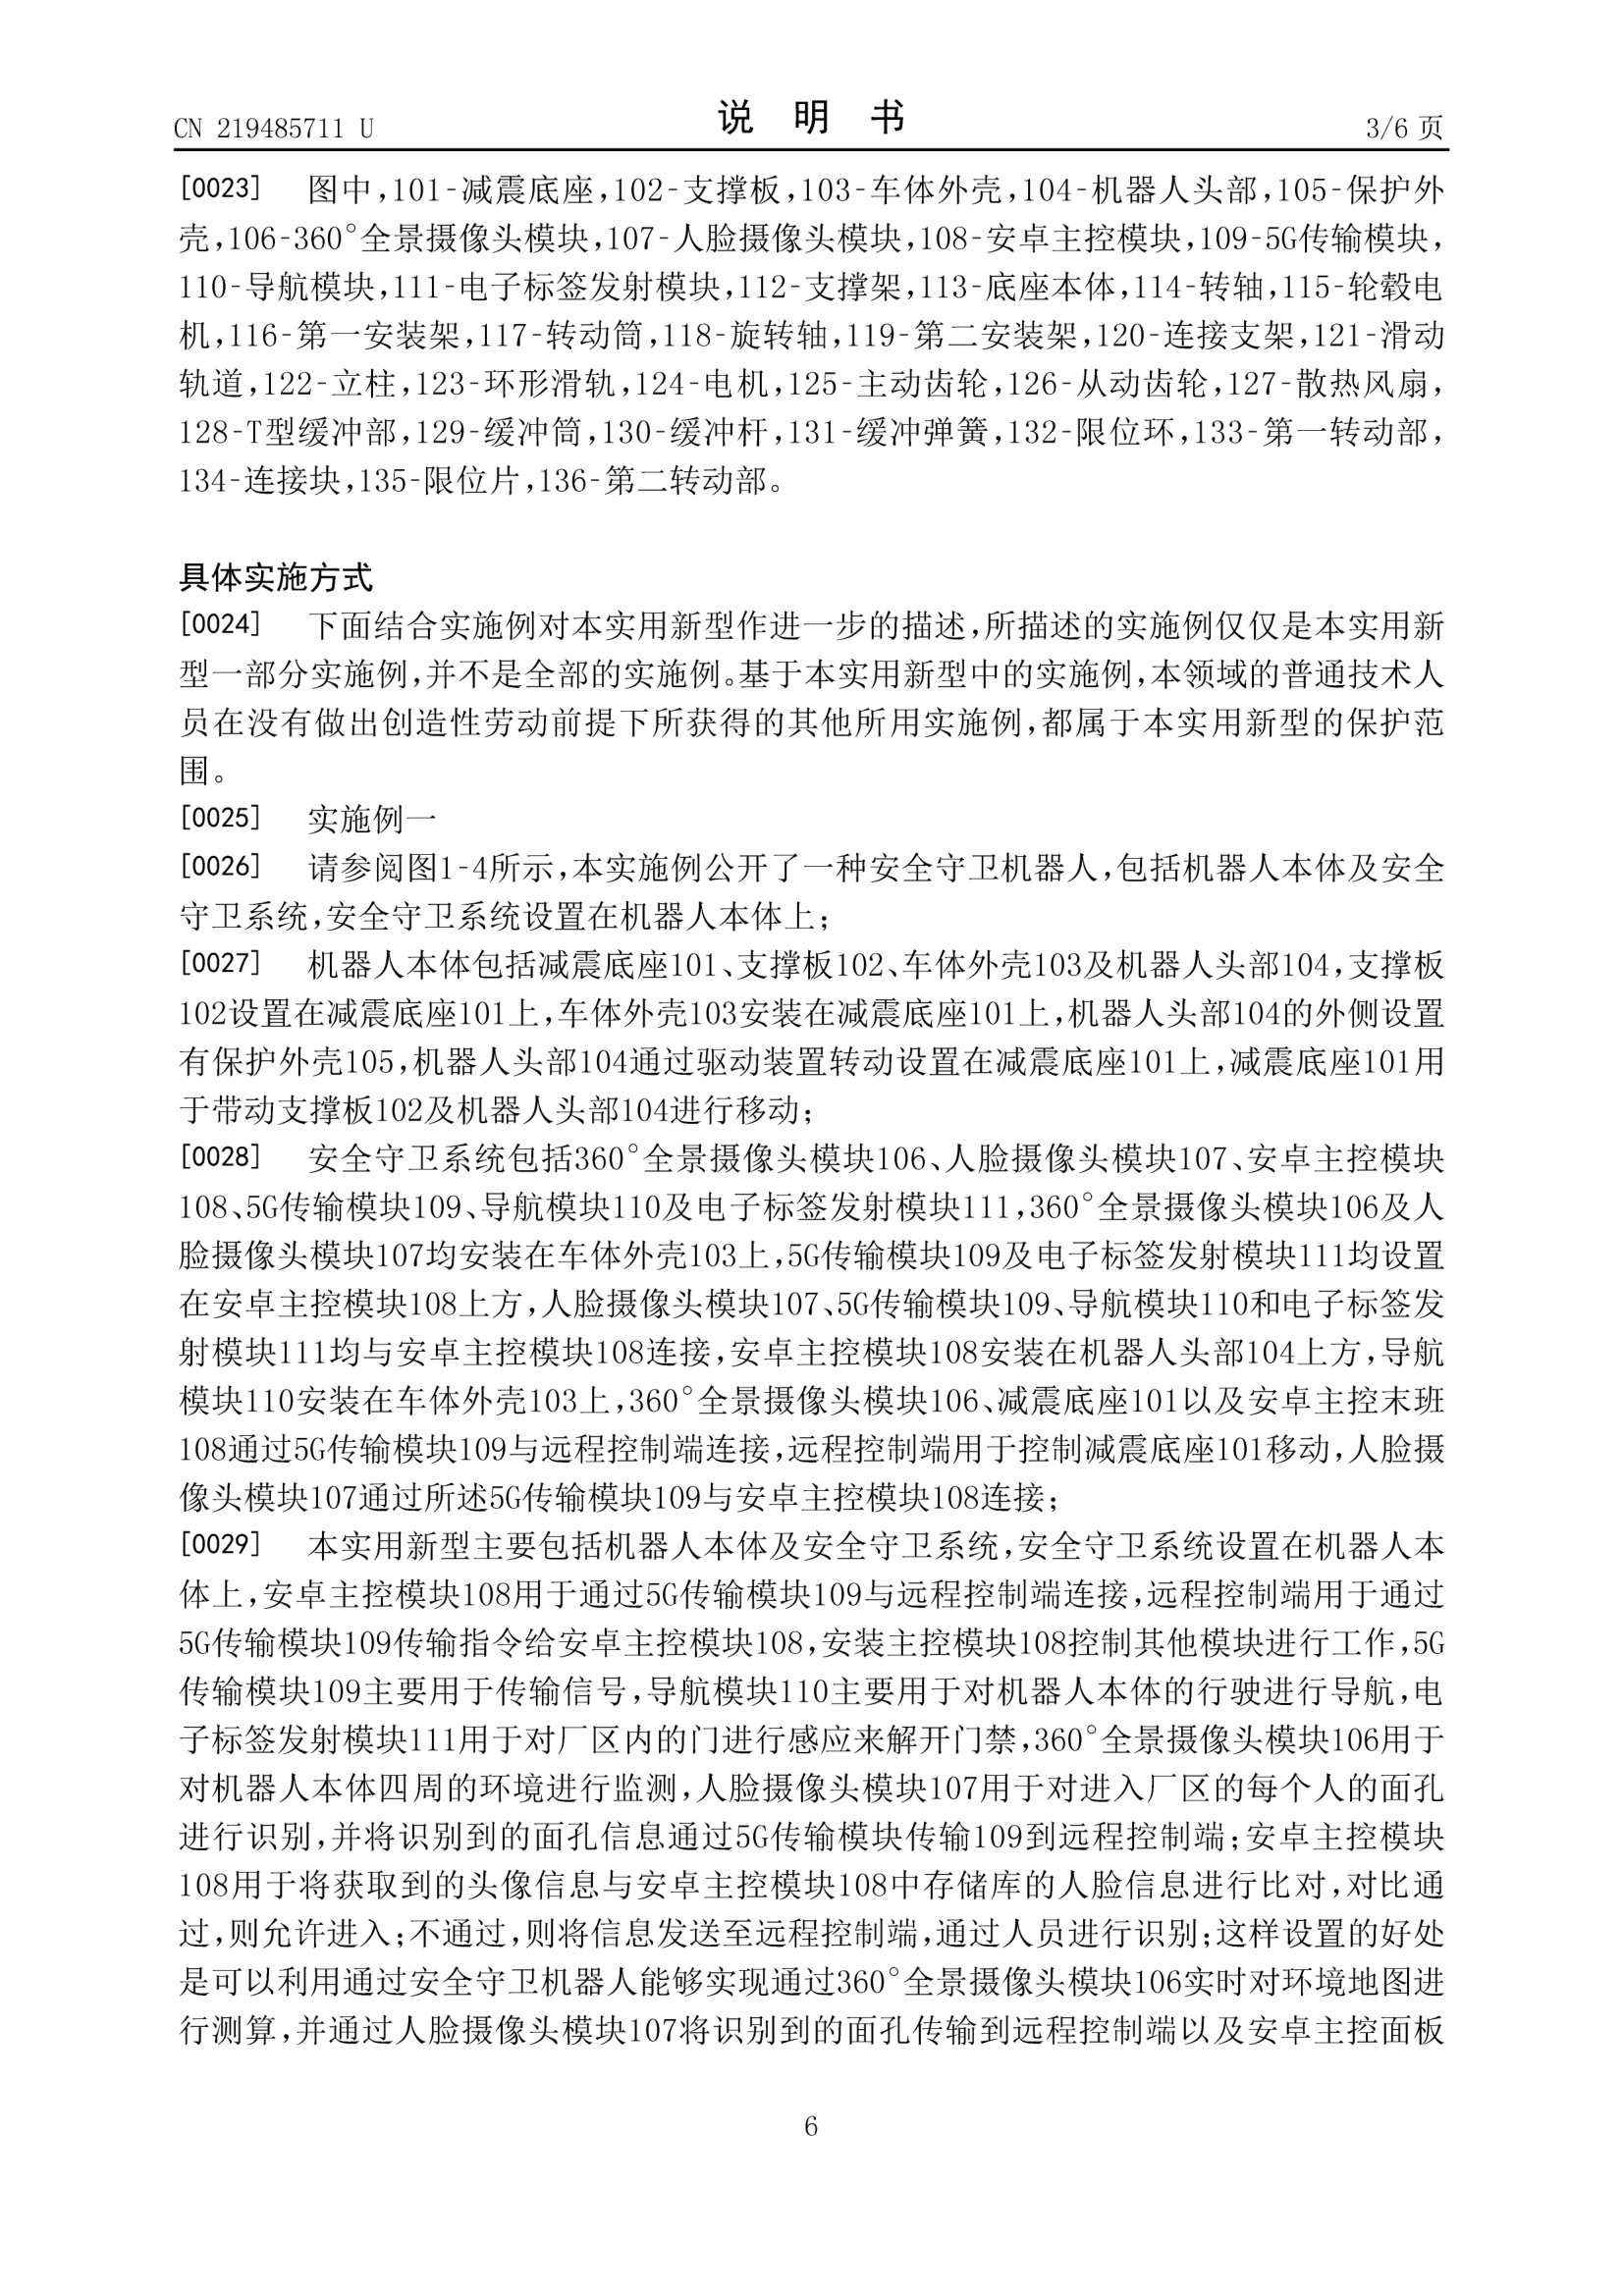 CN 219485711 U
说 明 书
3/6 页
[0023] 图中,101-减震底座,102-支撑板,103-车体外壳,104-机器人头部,105-保护外
壳,106-360°全景摄像头模块,107-人脸摄像头模块,108-安卓主控模块,109-5G传输模块,
110-导航模块,111-电子标签发射模块,112-支撑架,113-底座本体,114-转轴,115-轮毂电
机,116-第一安装架,117-转动筒,118-旋转轴,119-第二安装架,120-连接支架,121-滑动
轨道,122-立柱,123-环形滑轨,124-电机,125-主动齿轮,126-从动齿轮,127-散热风扇,
128-T型缓冲部,129-缓冲筒,130-缓冲杆,131-缓冲弹簧,132-限位环,133-第一转动部,
134-连接块,135-限位片,136-第二转动部。
具体实施方式
[0024] 下面结合实施例对本实用新型作进一步的描述,所描述的实施例仅仅是本实用新
型一部分实施例,并不是全部的实施例。基于本实用新型中的实施例,本领域的普通技术人
员在没有做出创造性劳动前提下所获得的其他所用实施例,都属于本实用新型的保护范
围。
[0025] 实施例一
[0026] 请参阅图1-4所示,本实施例公开了一种安全守卫机器人,包括机器人本体及安全
守卫系统,安全守卫系统设置在机器人本体上;
[0027] 机器人本体包括减震底座101、支撑板102、车体外壳103及机器人头部104,支撑板
102设置在减震底座101上,车体外壳103安装在减震底座101上,机器人头部104的外侧设置
有保护外壳105,机器人头部104通过驱动装置转动设置在减震底座101上,减震底座101用
于带动支撑板102及机器人头部104进行移动;
[0028] 安全守卫系统包括360°全景摄像头模块106、人脸摄像头模块107、安卓主控模块
108、5G传输模块109、导航模块110及电子标签发射模块111,360°全景摄像头模块106及人
脸摄像头模块107均安装在车体外壳103上,5G传输模块109及电子标签发射模块111均设置
在安卓主控模块108上方,人脸摄像头模块107、5G传输模块109、导航模块110和电子标签发
射模块111均与安卓主控模块108连接,安卓主控模块108安装在机器人头部104上方,导航
模块110安装在车体外壳103上,360°全景摄像头模块106、减震底座101以及安卓主控末班
108通过5G传输模块109与远程控制端连接,远程控制端用于控制减震底座101移动,人脸摄
像头模块107通过所述5G传输模块109与安卓主控模块108连接;
[0029] 本实用新型主要包括机器人本体及安全守卫系统,安全守卫系统设置在机器人本
体上,安卓主控模块108用于通过5G传输模块109与远程控制端连接,远程控制端用于通过
5G传输模块109传输指令给安卓主控模块108,安装主控模块108控制其他模块进行工作,5G
传输模块109主要用于传输信号,导航模块110主要用于对机器人本体的行驶进行导航,电
子标签发射模块111用于对厂区内的门进行感应来解开门禁,360°全景摄像头模块106用于
对机器人本体四周的环境进行监测,人脸摄像头模块107用于对进入厂区的每个人的面孔
进行识别,并将识别到的面孔信息通过5G传输模块传输109到远程控制端;安卓主控模块
108用于将获取到的头像信息与安卓主控模块108中存储库的人脸信息进行比对,对比通
过,则允许进入;不通过,则将信息发送至远程控制端,通过人员进行识别;这样设置的好处
是可以利用通过安全守卫机器人能够实现通过360°全景摄像头模块106实时对环境地图进
行测算,并通过人脸摄像头模块107将识别到的面孔传输到远程控制端以及安卓主控面板
6